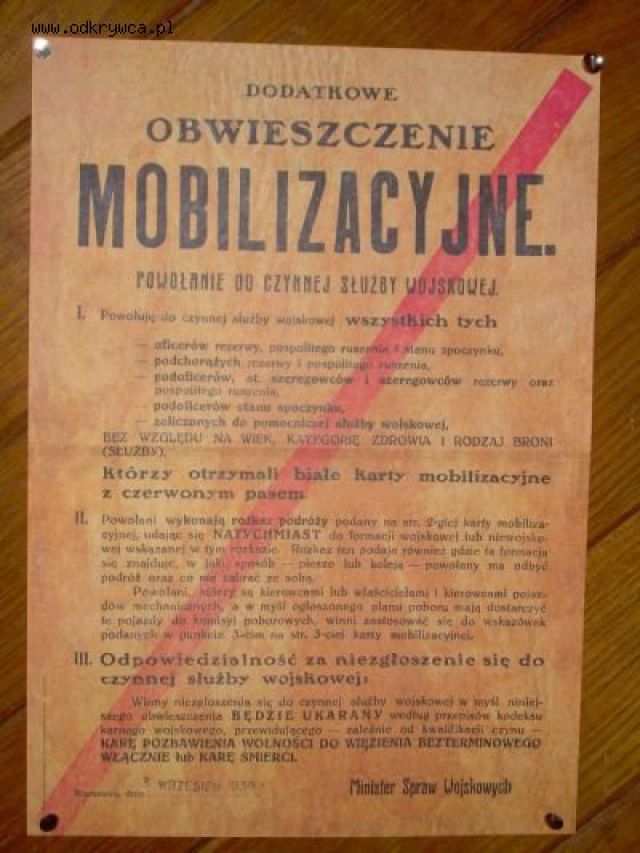 www.odkrywca.pl
DODATKOWE
OBWIESZCZENIE
MOBILIZACYJNE.
POWOŁANIE DO CZYNNEJ SŁUŻBY WOJSKOWEJ.
I. Powołuję do czynnej służby wojskowej wszystkich tych
— oficerów rezerwy, pospolitego ruszenia i stanu spoczynku,
— podchorążych rezerwy i pospolitego ruszenia,
— podoficerów, st. szeregowców i szeregowców rezerwy oraz
pospolitego ruszenia,
— podoficerów stanu spoczynku,
— zaliczonych do pomocniczej służby wojskowej,
BEZ WZGLĘDU NA WIEK, KATEGORIĘ ZDROWIA I RODZAJ BRONI
(SŁUŻBY),
którzy otrzymali białe karty mobilizacyjne
z czerwonym pasem.
II. Powołani wykonają rozkaz podróży podany na str. 2-giej karty mobiliza-
cyjnej, udając się NATYCHMIAST do formacji wojskowej lub niewojsko-
wej wskazanej w tym rozkazie. Rozkaz ten podaje również gdzie ta formacja
się znajduje, w jaki sposób — pieszo lub koleją — powołany ma odbyć
podróż oraz co ma zabrać ze sobą.
Powołani, którzy są kierowcami lub właścicielami i kierowcami pojaz-
dów mechanicznych, a w myśl ogłoszonego planu poboru mają dostarczyć
te pojazdy do komisyj poborowych, winni zastosować się do wskazówek
podanych w punkcie 3-cim na str. 3-ciej karty mobilizacyjnej.
III. Odpowiedzialność za niezgłoszenie się do
czynnej służby wojskowej:
Winny niezgłoszenia się do czynnej służby wojskowej w myśl niniej-
szego obwieszczenia BĘDZIE UKARANY według przepisów kodeksu
karnego wojskowego, przewidującego — zależnie od kwalifikacji czynu —
KARĘ POZBAWIENIA WOLNOŚCI DO WIĘZIENIA BEZTERMINOWEGO
WŁĄCZNIE lub KARĘ ŚMIERCI.
Warszawa, dnia 3 WRZESIEŃ 1939
Minister Spraw Wojskowych